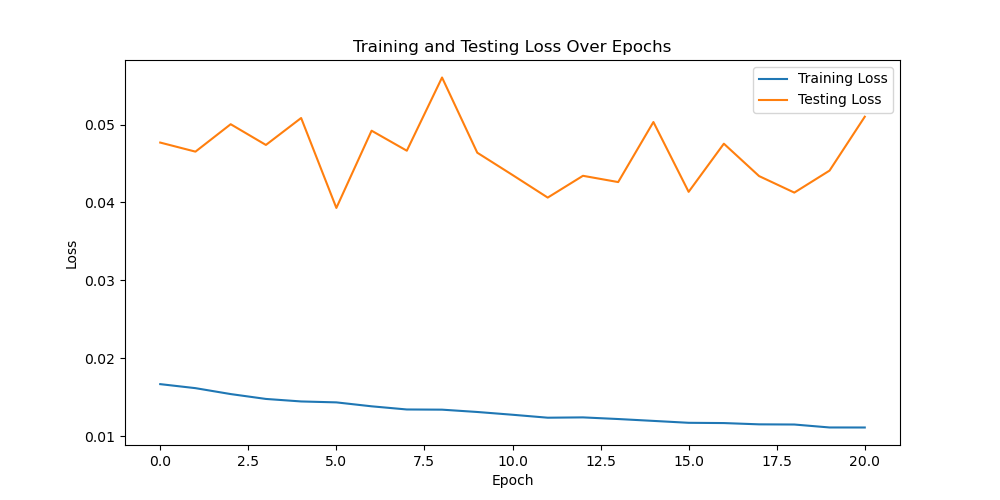 Training and Testing Loss Over Epochs
Training Loss
Testing Loss
0.05
0.04
0.03
0.02
0.01
Loss
0.0 2.5 5.0 7.5 10.0 12.5 15.0 17.5 20.0
Epoch